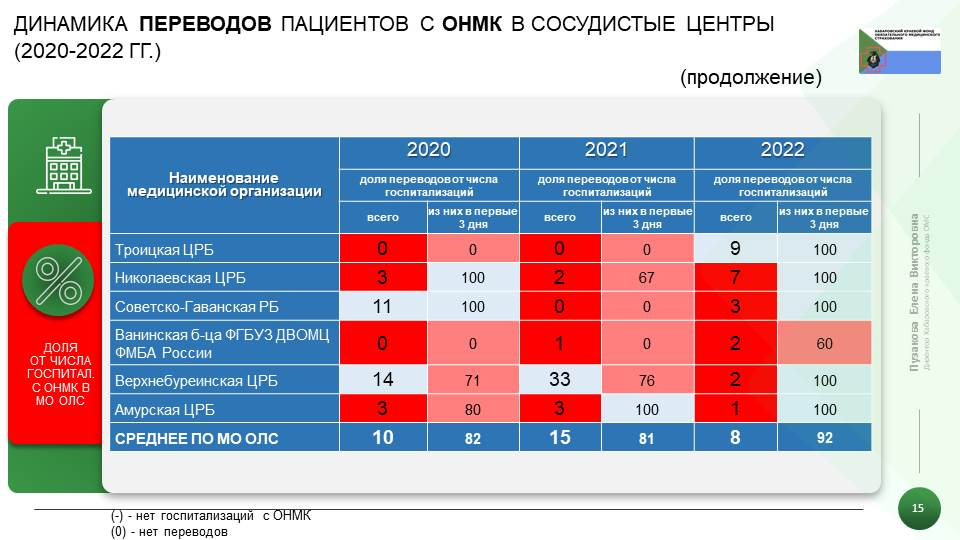 ДИНАМИКА ПЕРЕВОДОВ ПАЦИЕНТОВ С ОНМК В СОСУДИСТЫЕ ЦЕНТРЫ
(2020-2022 ГГ.)
(продолжение)
ХАБАРОВСКИЙ КРАЕВОЙ ФОНД
ОБЯЗАТЕЛЬНОГО МЕДИЦИНСКОГО
СТРАХОВАНИЯ
Наименование
медицинской организации
2020 2021 2022
доля переводов от числа
госпитализаций
доля переводов от числа
госпитализаций
доля переводов от числа
госпитализаций
всего
из них в первые
3 дня
всего
из них в первые
3 дня
всего
из них в первые
3 дня
Троицкая ЦРБ 0 0 0 0 9 100
Николаевская ЦРБ 3 100 2 67 7 100
Советско-Гаванская РБ 11 100 0 0 3 100
Ванинская б-ца ФГБУЗ ДВОМЦ
ФМБА России 0 0 1 0 2 60
Верхнебуреинская ЦРБ 14 71 33 76 2 100
Амурская ЦРБ 3 80 3 100 1 100
СРЕДНЕЕ ПО МО ОЛС 10 82 15 81 8 92
%
ДОЛЯ
ОТ ЧИСЛА
ГОСПИТАЛ.
С ОНМК В
МО ОЛС
Пузакова Елена Викторовна
Директор Хабаровского краевого фонда ОМС
15
(-) - нет госпитализаций с ОНМК
(0) - нет переводов